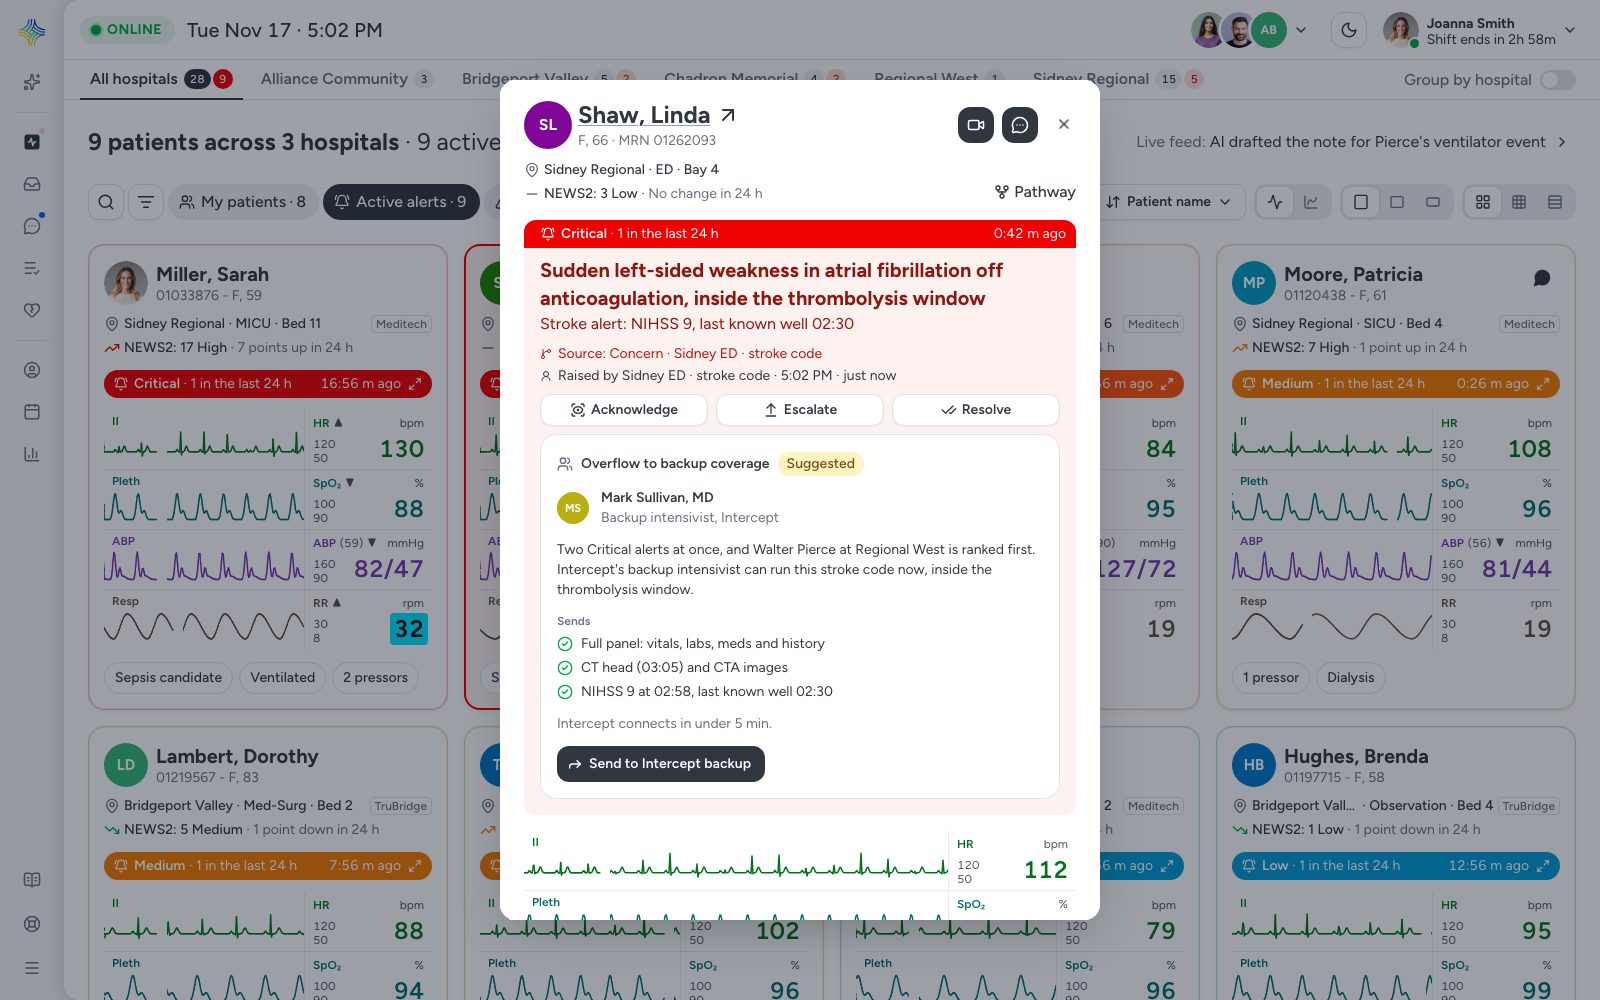 ONLINE Tue Nov 17 · 5:02 PM
AB
Joanna Smith
Shift ends in 2h 58m
All hospitals 28 9
Alliance Community 3
Bridgeport Valley 5 2
Chadron Memorial 4 2
Regional West 1
Sidney Regional 15 5
Group by hospital
9 patients across 3 hospitals · 9 active
Live feed: AI drafted the note for Pierce's ventilator event
My patients · 8
Active alerts · 9
Patient name
Miller, Sarah
01033876 - F, 59
Sidney Regional · MICU · Bed 11 Meditech
NEWS2: 17 High · 7 points up in 24 h
Critical · 1 in the last 24 h 16:56 m ago
II HR bpm
120
50
130
Pleth SpO₂ %
100
90
88
ABP ABP (59) mmHg
160
90
82/47
Resp RR rpm
30
8
32
Sepsis candidate Ventilated 2 pressors
SL
Shaw, Linda
F, 66 · MRN 01262093
Sidney Regional · ED · Bay 4
NEWS2: 3 Low · No change in 24 h
Pathway
Critical · 1 in the last 24 h 0:42 m ago
Sudden left-sided weakness in atrial fibrillation off
anticoagulation, inside the thrombolysis window
Stroke alert: NIHSS 9, last known well 02:30
Source: Concern · Sidney ED · stroke code
Raised by Sidney ED · stroke code · 5:02 PM · just now
Acknowledge Escalate Resolve
Overflow to backup coverage Suggested
MS
Mark Sullivan, MD
Backup intensivist, Intercept
Two Critical alerts at once, and Walter Pierce at Regional West is ranked first.
Intercept's backup intensivist can run this stroke code now, inside the
thrombolysis window.
Sends
Full panel: vitals, labs, meds and history
CT head (03:05) and CTA images
NIHSS 9 at 02:58, last known well 02:30
Intercept connects in under 5 min.
Send to Intercept backup
II HR bpm
120
50
112
Pleth SpO₂ %
6 Meditech
84
95
127/72
rpm
19
MP
Moore, Patricia
01120438 - F, 61
Sidney Regional · SICU · Bed 4 Meditech
NEWS2: 7 High · 1 point up in 24 h
Medium · 1 in the last 24 h 0:26 m ago
II HR bpm
120
50
108
Pleth SpO₂ %
100
90
96
ABP ABP (56) mmHg
160
90
81/44
Resp RR rpm
30
8
19
1 pressor Dialysis
LD
Lambert, Dorothy
01219567 - F, 83
Bridgeport Valley · Med-Surg · Bed 2 TruBridge
NEWS2: 5 Medium · 1 point down in 24 h
Medium · 1 in the last 24 h 7:56 m ago
II HR bpm
120
50
88
Pleth SpO₂ %
100
94
120
50
102
Pleth SpO₂ %
96
2 Meditech
120
50
79
Pleth SpO₂ %
96
HB
Hughes, Brenda
01197715 - F, 58
Bridgeport Vall... · Observation · Bed 4 TruBridge
NEWS2: 1 Low · 1 point down in 24 h
Low · 1 in the last 24 h 12:56 m ago
II HR bpm
120
50
95
Pleth SpO₂ %
100
99